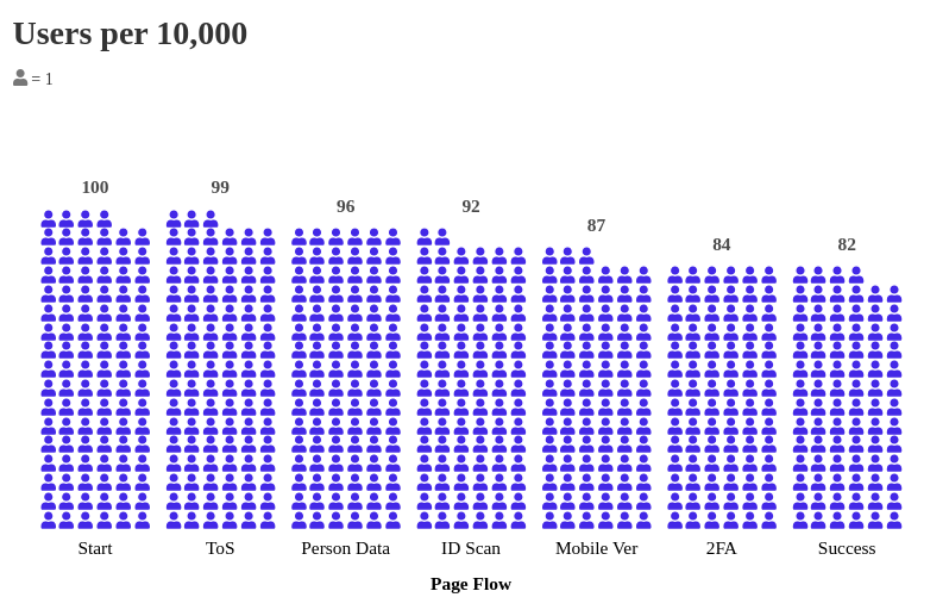 Users per 10,000
= 1
100
99
96
92
87
84
82
Start
ToS
Person Data
ID Scan
Mobile Ver
2FA
Success
Page Flow